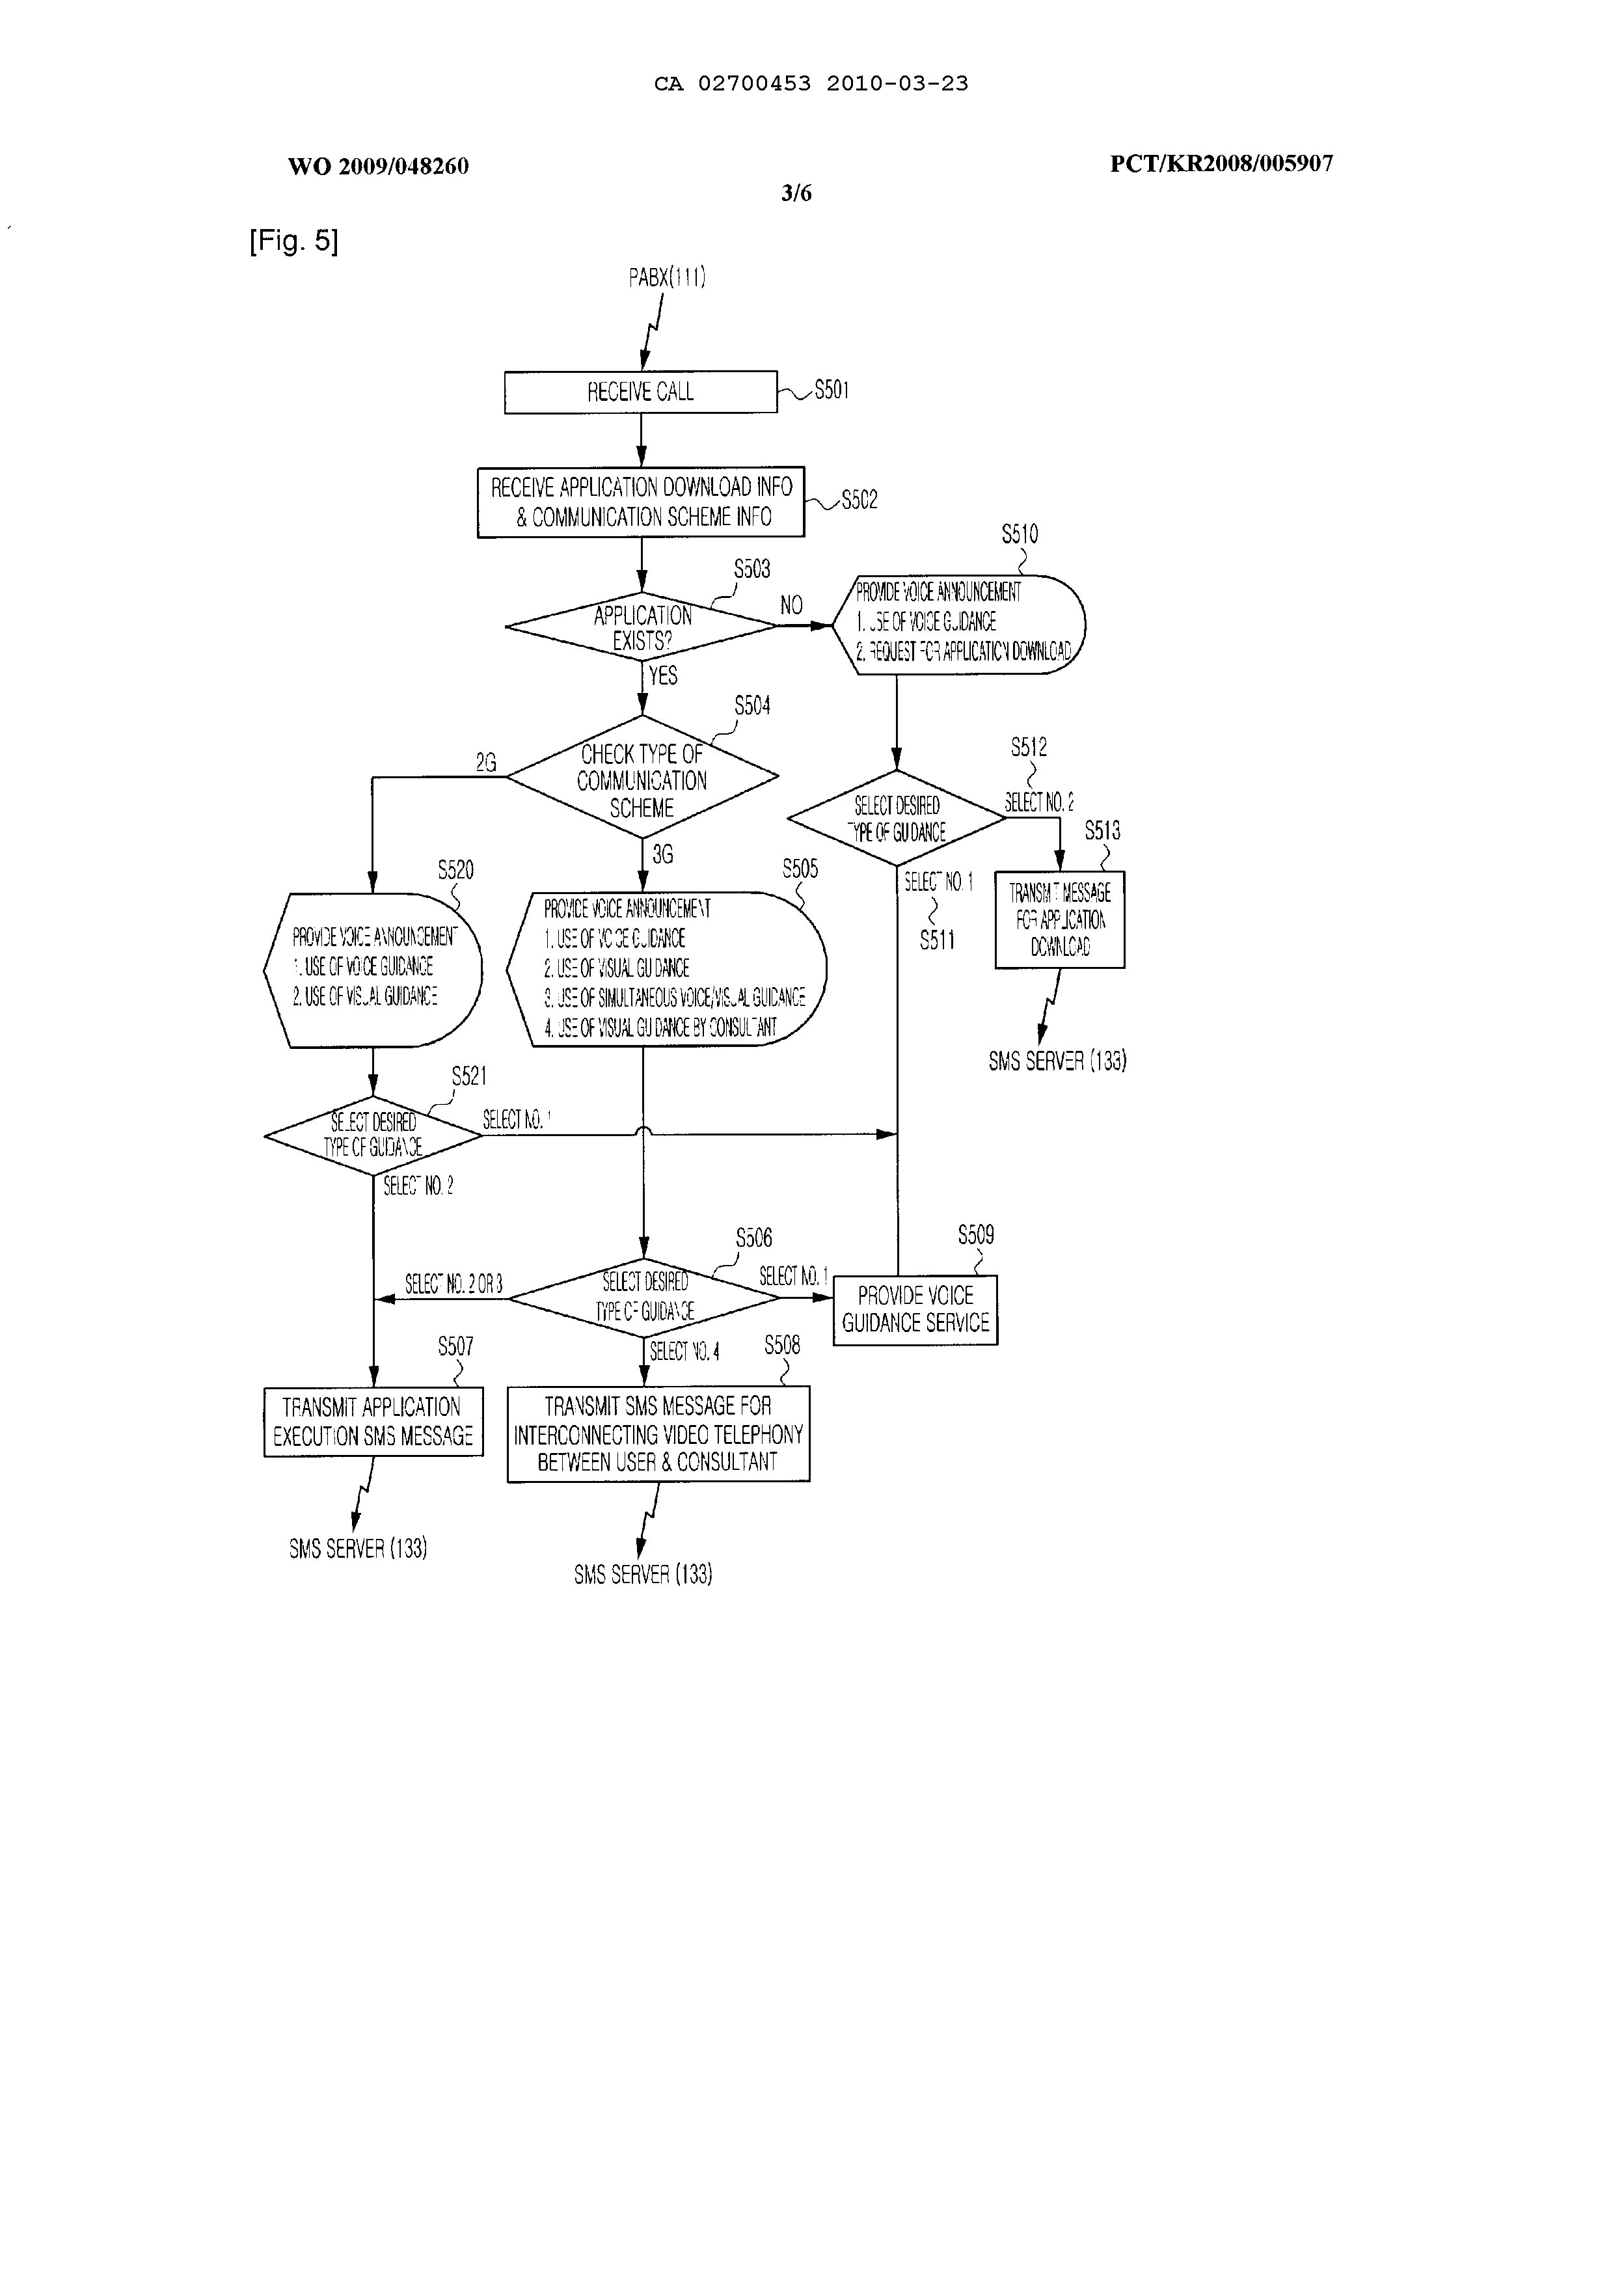 CA 02700453 2010-03-23
WO 2009/048260
PCT/KR2008/005907
3/6
[Fig. 5]
PABX(111)
RECEIVE CALL
S501
RECEIVE APPLICATION DOWNLOAD INFO
& COMMUNICATION SCHEME INFO
S502
S503
APPLICATION
EXISTS?
NO
YES
S510
PROVIDE VOICE ANNOUNCEMENT
1. USE OF VOICE GUIDANCE
2. REQUEST FOR APPLICATION DOWNLOAD
S504
CHECK TYPE OF
COMMUNICATION
SCHEME
2G
3G
S512
SELECT NO. 2
SELECT DESIRED
TYPE OF GUIDANCE
SELECT NO. 1
S511
S513
TRANSMIT MESSAGE
FOR APPLICATION
DOWNLOAD
SMS SERVER (133)
S520
PROVIDE VOICE ANNOUNCEMENT
1. USE OF VOICE GUIDANCE
2. USE OF VISUAL GUIDANCE
S505
PROVIDE VOICE ANNOUNCEMENT
1. USE OF VOICE GUIDANCE
2. USE OF VISUAL GUIDANCE
3. USE OF SIMULTANEOUS VOICE/VISUAL GUIDANCE
4. USE OF VISUAL GUIDANCE BY CONSULTANT
S521
SELECT DESIRED
TYPE OF GUIDANCE
SELECT NO. 1
SELECT NO. 2
S506
SELECT DESIRED
TYPE OF GUIDANCE
SELECT NO. 2 OR 3
SELECT NO. 1
SELECT NO. 4
S509
PROVIDE VOICE
GUIDANCE SERVICE
S507
TRANSMIT APPLICATION
EXECUTION SMS MESSAGE
SMS SERVER (133)
S508
TRANSMIT SMS MESSAGE FOR
INTERCONNECTING VIDEO TELEPHONY
BETWEEN USER & CONSULTANT
SMS SERVER (133)